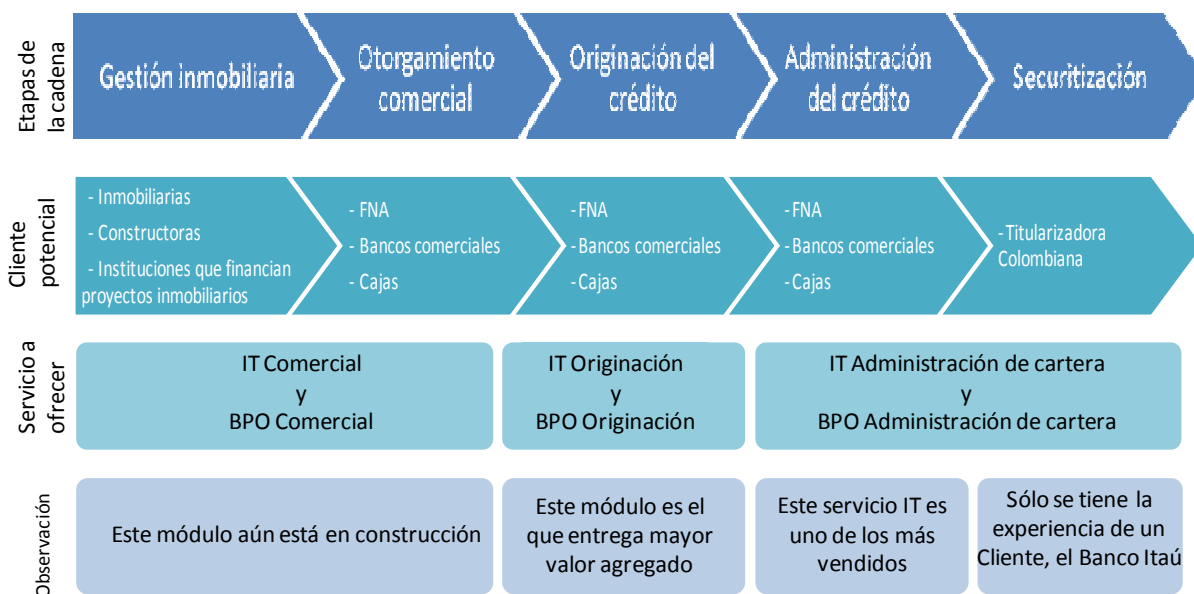 Etapas de
la cadena
Gestión inmobiliaria
Otorgamiento
comercial
Originación del
crédito
Administración
del crédito
Securitización
Cliente
potencial
- Inmobiliarias
- Constructoras
- Instituciones que financian
proyectos inmobiliarios
- FNA
- Bancos comerciales
- Cajas
- FNA
- Bancos comerciales
- Cajas
- FNA
- Bancos comerciales
- Cajas
- Titularizadora
Colombiana
Servicio a
ofrecer
IT Comercial
y
BPO Comercial
IT Originación
y
BPO Originación
IT Administración de cartera
y
BPO Administración de cartera
Observación
Este módulo aún está en construcción
Este módulo es el
que entrega mayor
valor agregado
Este servicio IT es
uno de los más
vendidos
Sólo se tiene la
experiencia de un
Cliente, el Banco Itaú